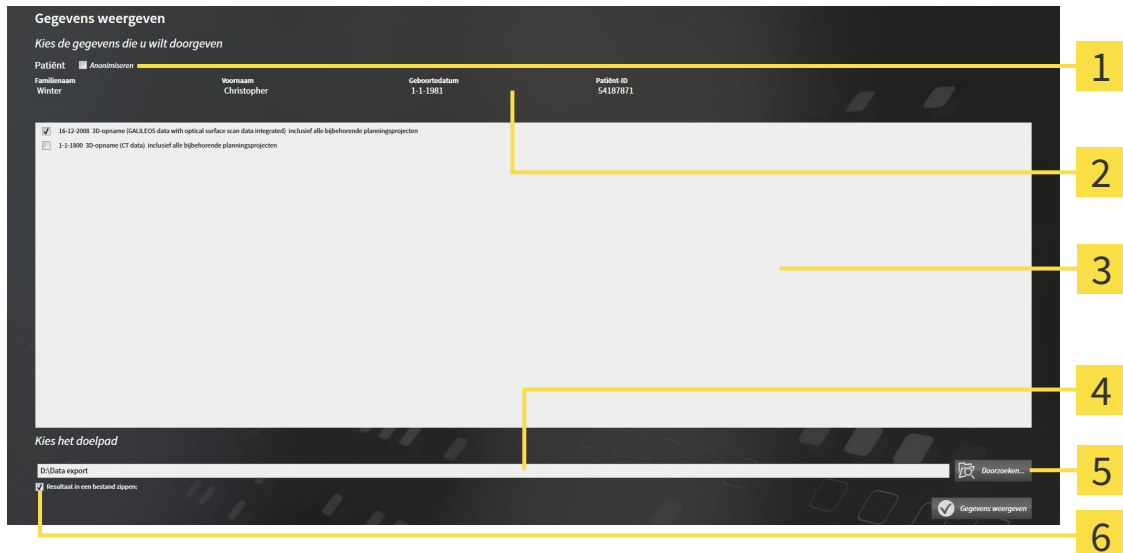 Gegevens weergeven
Kies de gegevens die u wilt doorgeven
Patiënt Anonimiseren
Familienaam Voornaam Geboortedatum Patiënt-ID
Winter Christopher 1-1-1981 54187871
16-12-2008 3D-opname (GALILEOS data with optical surface scan data integrated) inclusief alle bijbehorende planningsprojecten
1-1-1800 3D-opname (CT data) inclusief alle bijbehorende planningsprojecten
Kies het doelpad
D:\Data export
Doorzoeken...
Resultaat in een bestand zippen:
Gegevens weergeven
1
2
3
4
5
6